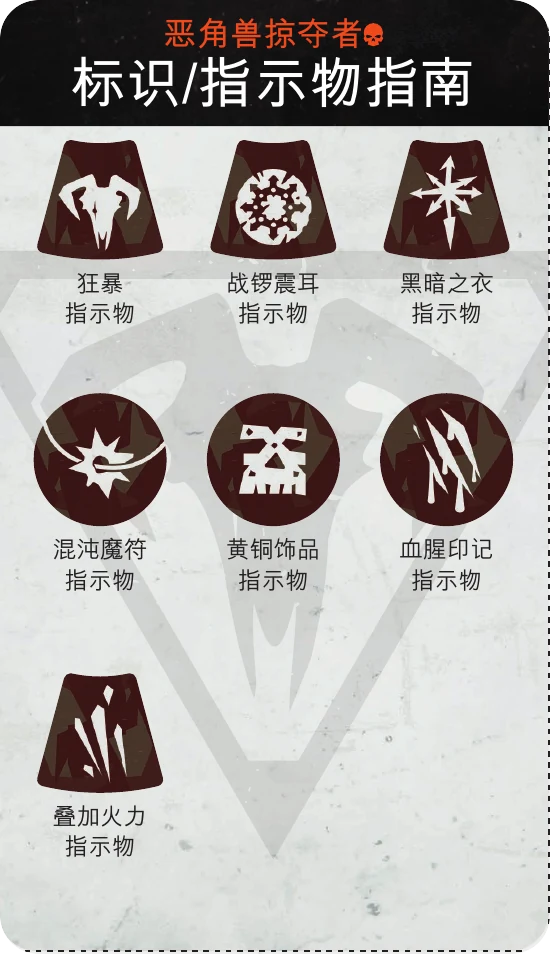 恶角兽掠夺者
标识/指示物指南
狂暴
指示物
战锣震耳
指示物
黑暗之衣
指示物
混沌魔符
指示物
黄铜饰品
指示物
血腥印记
指示物
叠加火力
指示物